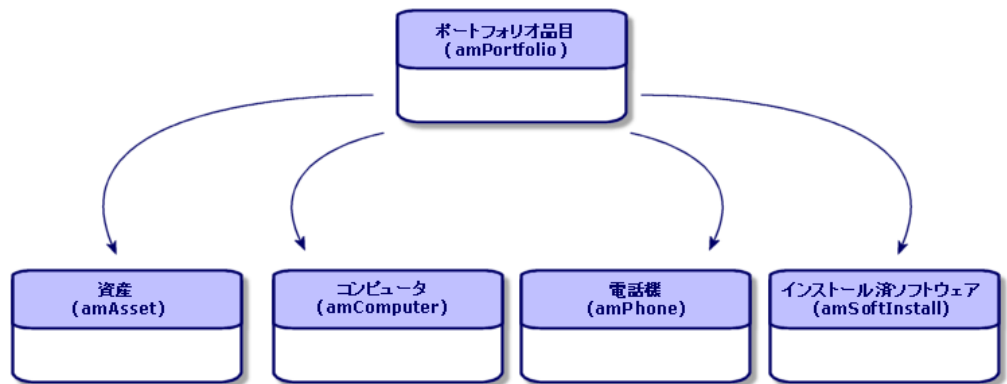 ポートフォリオ品目
(amPortfolio)
資産
(amAsset)
コンピュータ
(amComputer)
電話機
(amPhone)
インストール済ソフトウェア
(amSoftInstall)